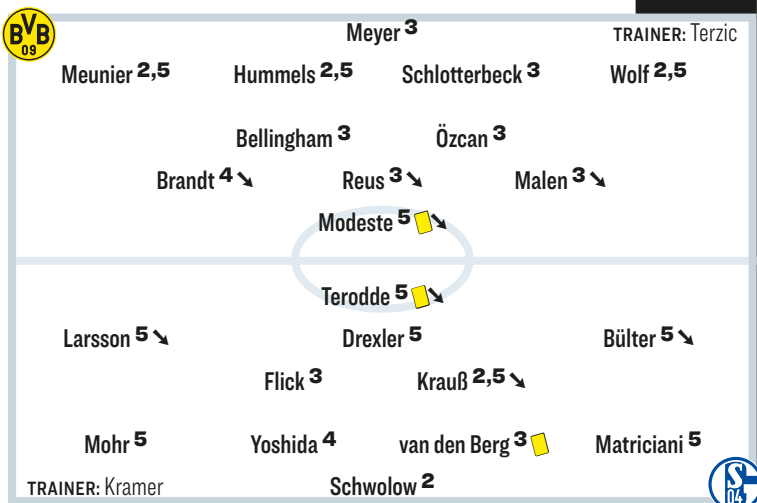 BVB
09
Meyer 3 TRAINER: Terzic
Meunier 2,5 Hummels 2,5 Schlotterbeck 3 Wolf 2,5
Bellingham 3 Özcan 3
Brandt 4 Reus 3 Malen 3
Modeste 5
Terodde 5
Larsson 5 Drexler 5 Bülter 5
Flick 3 Krauß 2,5
Mohr 5 Yoshida 4 van den Berg 3 Matriciani 5
TRAINER: Kramer Schwolow 2
S
04